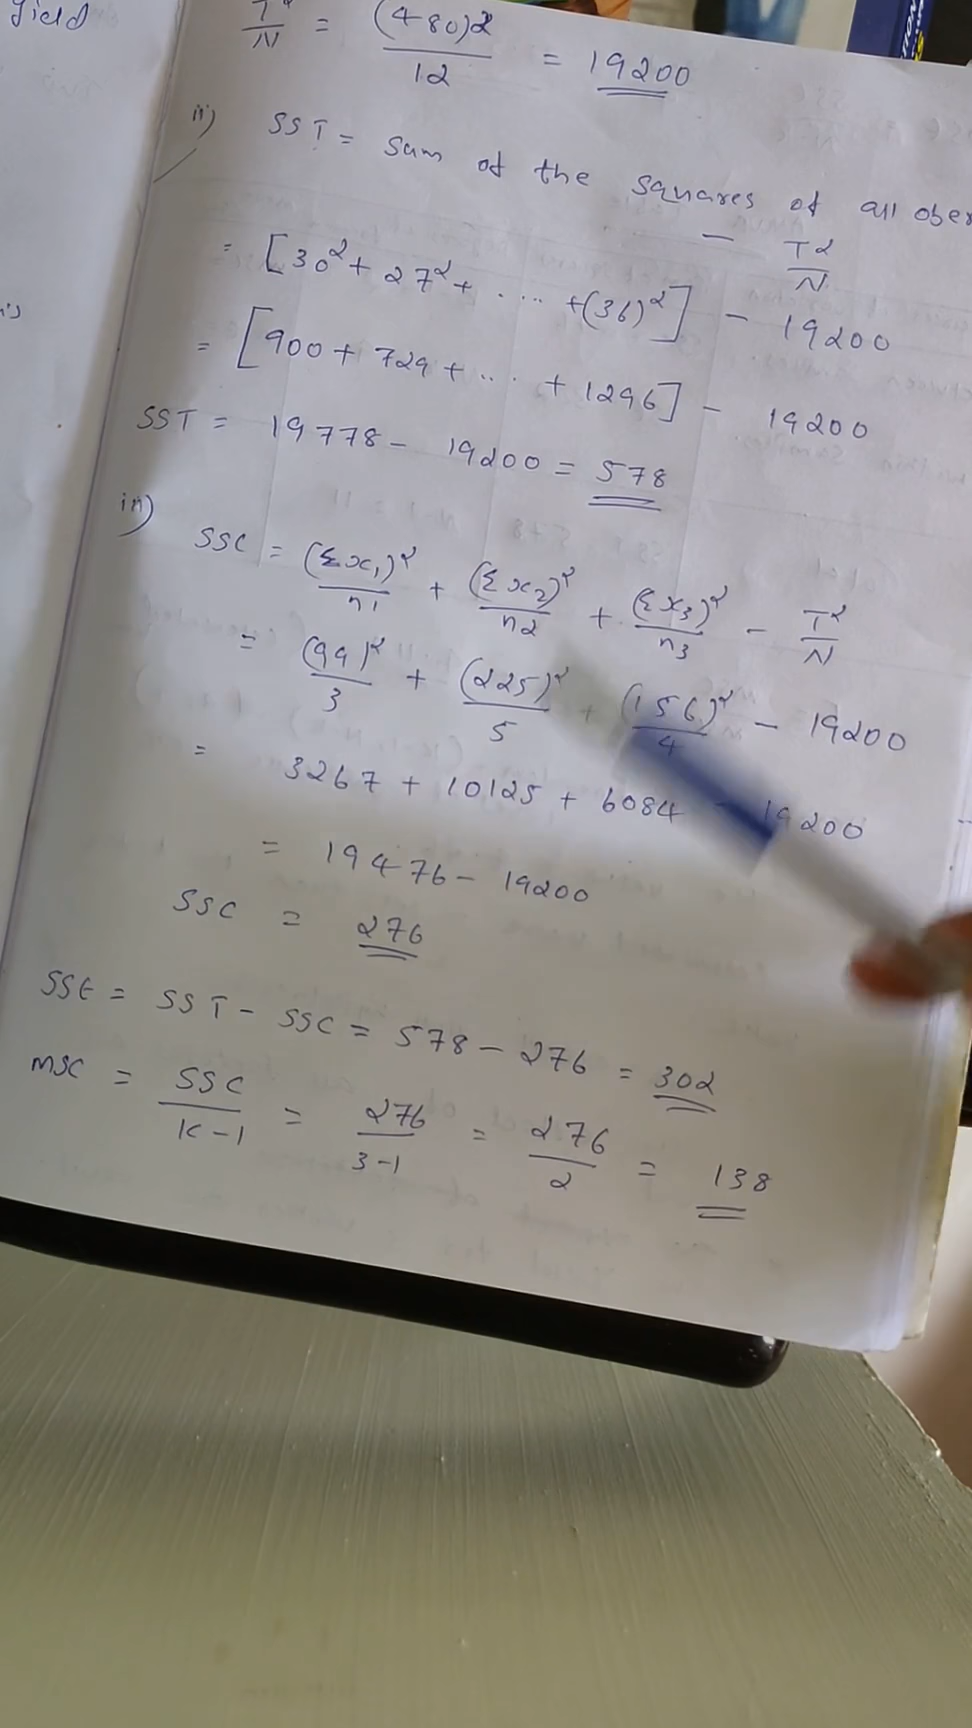 Yield
T²/N = (480)²/12 = 19200
ii) SST = Sum of the squares of all ober
— T²/N
= [30² + 27² + .... + (36)²] - 19200
= [900 + 729 + ... + 1296] - 19200
SST = 19778 - 19200 = 578
iii) SSC = (Σx₁)²/n1 + (Σx₂)²/n2 + (Σx₃)²/n3 - T²/N
= (99)²/3 + (225)²/5 + (156)²/4 - 19200
= 3267 + 10125 + 6084 - 19200
= 19476 - 19200
SSC = 276
SSE = SST - SSC = 578 - 276 = 302
MSC = SSC/K-1 = 276/3-1 = 276/2 = 138